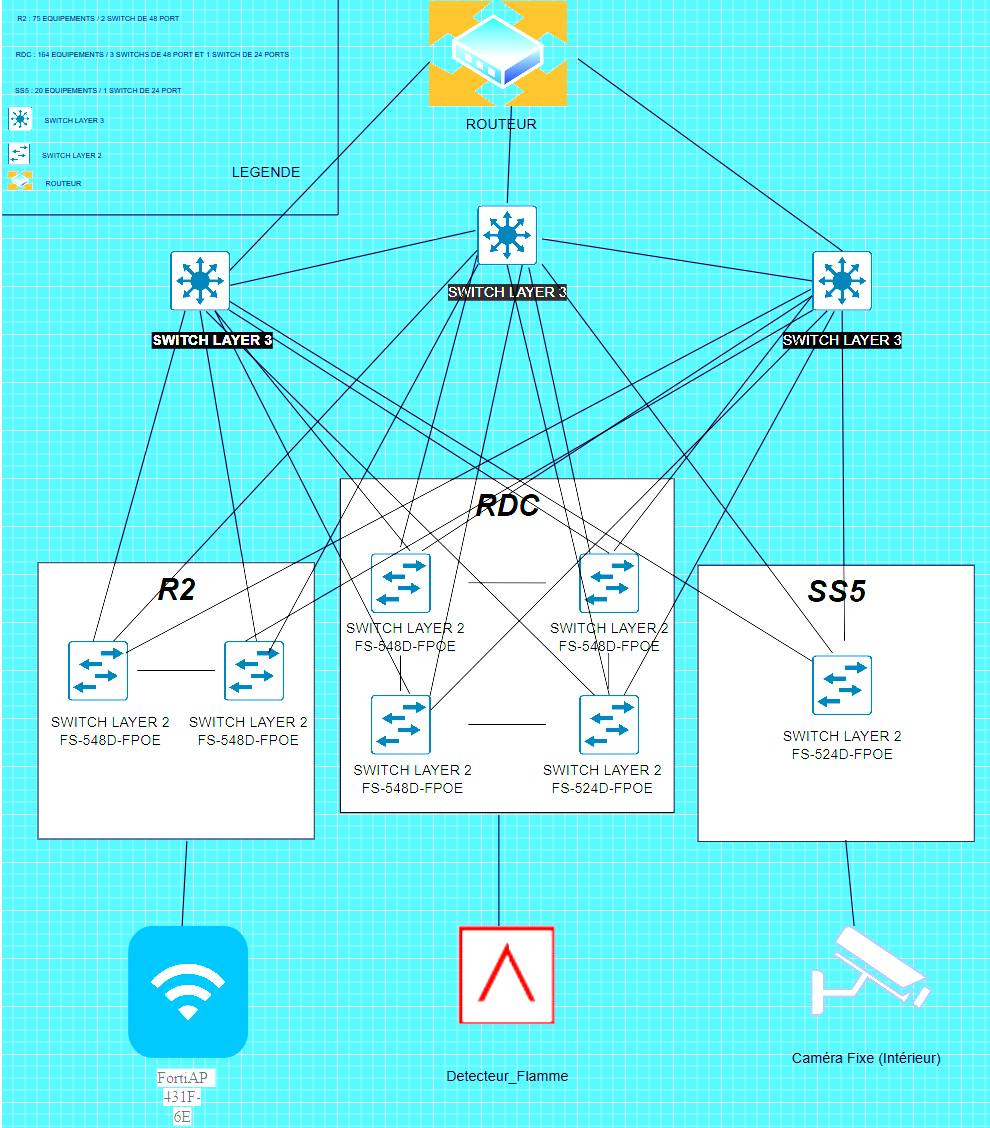 R2 : 75 EQUIPEMENTS / 2 SWITCH DE 48 PORT
RDC : 164 EQUIPEMENTS / 3 SWITCHS DE 48 PORT ET 1 SWITCH DE 24 PORTS
SS5 : 20 EQUIPEMENTS / 1 SWITCH DE 24 PORT
SWITCH LAYER 3
SWITCH LAYER 2
ROUTEUR
LEGENDE
ROUTEUR
SWITCH LAYER 3
SWITCH LAYER 3
SWITCH LAYER 3
R2
SWITCH LAYER 2
FS-548D-FPOE
SWITCH LAYER 2
FS-548D-FPOE
RDC
SWITCH LAYER 2
FS-548D-FPOE
SWITCH LAYER 2
FS-548D-FPOE
SWITCH LAYER 2
FS-548D-FPOE
SWITCH LAYER 2
FS-524D-FPOE
SS5
SWITCH LAYER 2
FS-524D-FPOE
FortiAP
431F-
6E
Detecteur_Flamme
Caméra Fixe (Intérieur)